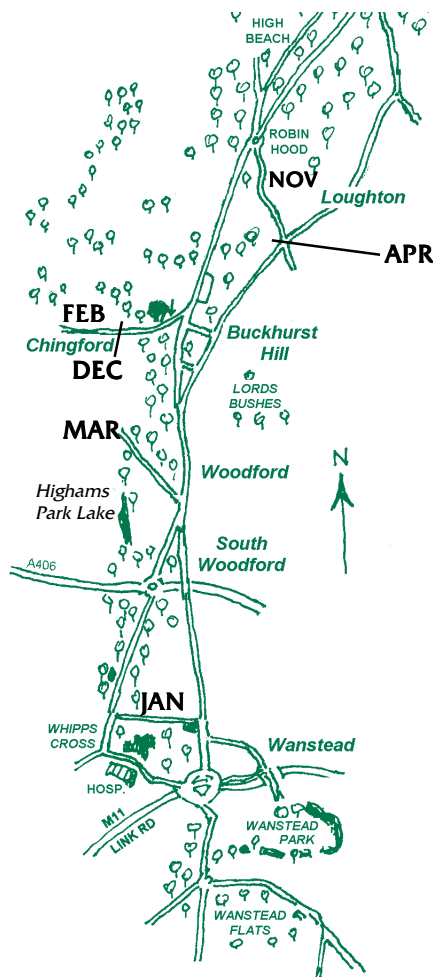 HIGH
BEACH
ROBIN
HOOD
NOV
Loughton
APR
FEB
Chingford
DEC
Buckhurst
Hill
LORDS
BUSHES
MAR
Woodford
N
Highams
Park Lake
South
Woodford
A406
JAN
WHIPPS
CROSS
Wanstead
HOSP.
M11
LINK RD
WANSTEAD
PARK
WANSTEAD
FLATS